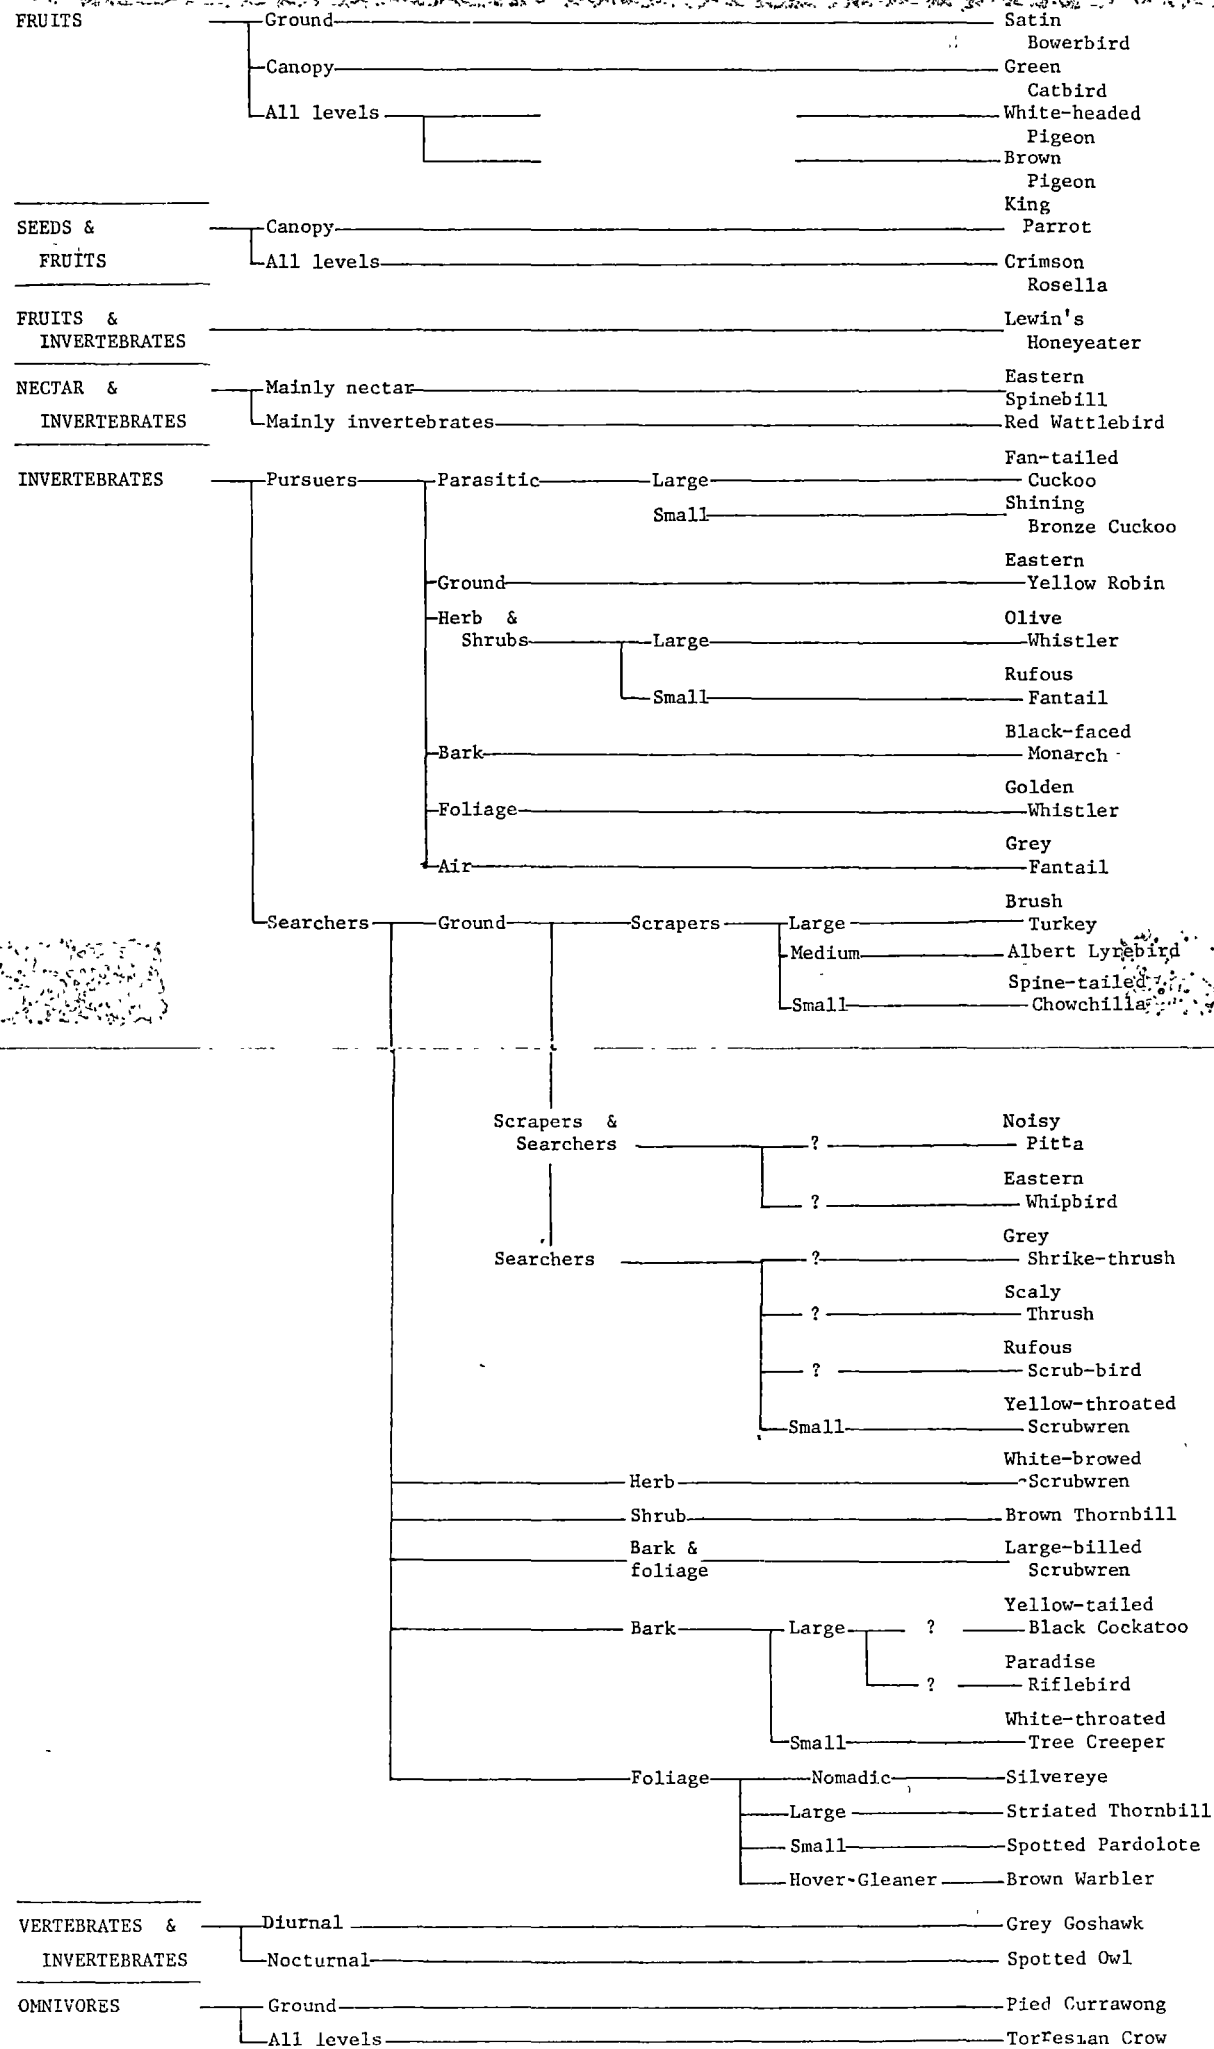 FRUITS Ground Satin
Bowerbird
Canopy Green
Catbird
All levels White-headed
Pigeon
Brown
Pigeon
King
SEEDS & Canopy Parrot
FRUITS All levels Crimson
Rosella
FRUITS & Lewin's
INVERTEBRATES Honeyeater
Eastern
NECTAR & Mainly nectar Spinebill
INVERTEBRATES Mainly invertebrates Red Wattlebird
Fan-tailed
INVERTEBRATES Pursuers Parasitic Large Cuckoo
Small Shining
Bronze Cuckoo
Eastern
Ground Yellow Robin
Herb & Olive
Shrubs Large Whistler
Rufous
Small Fantail
Black-faced
Bark Monarch
Golden
Foliage Whistler
Grey
Air Fantail
Brush
Searchers Ground Scrapers Large Turkey
Medium Albert Lyrebird
Spine-tailed
Small Chowchilla
Scrapers & Noisy
Searchers ? Pitta
Eastern
? Whipbird
Grey
Searchers ? Shrike-thrush
Scaly
? Thrush
Rufous
? Scrub-bird
Yellow-throated
Small Scrubwren
White-browed
Herb Scrubwren
Shrub Brown Thornbill
Bark & Large-billed
foliage Scrubwren
Yellow-tailed
Bark Large ? Black Cockatoo
Paradise
? Riflebird
White-throated
Small Tree Creeper
Foliage Nomadic Silvereye
Large Striated Thornbill
Small Spotted Pardolote
Hover-Gleaner Brown Warbler
VERTEBRATES & Diurnal Grey Goshawk
INVERTEBRATES Nocturnal Spotted Owl
OMNIVORES Ground Pied Currawong
All levels Torresian Crow